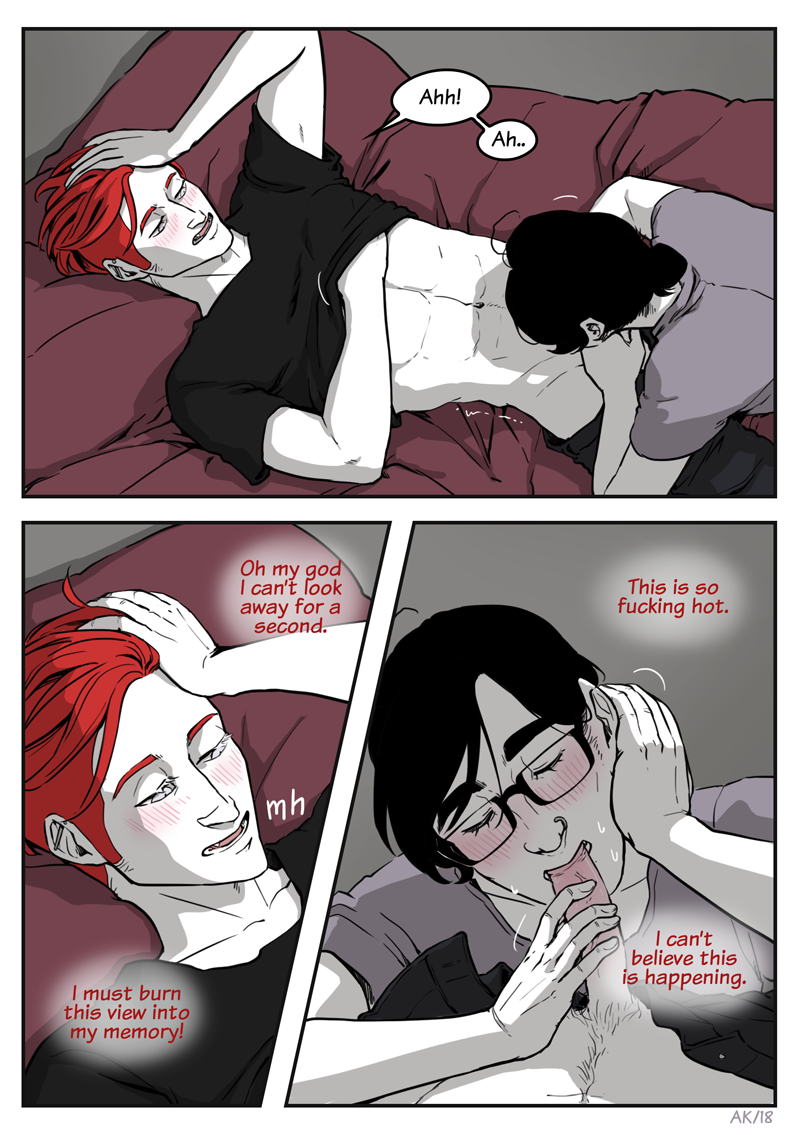 Ahh!
Ah..
Oh my god
I can't look
away for a
second.
mh
I must burn
this view into
my memory!
This is so
fucking hot.
I can't
believe this
is happening.
AK/18